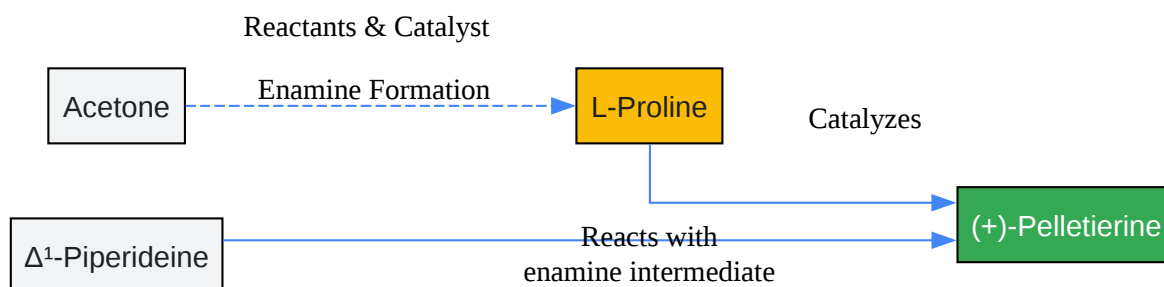 Reactants & Catalyst
Acetone
Enamine Formation
L-Proline
Catalyzes
Δ¹-Piperideine
Reacts with
enamine intermediate
(+)-Pelletierine